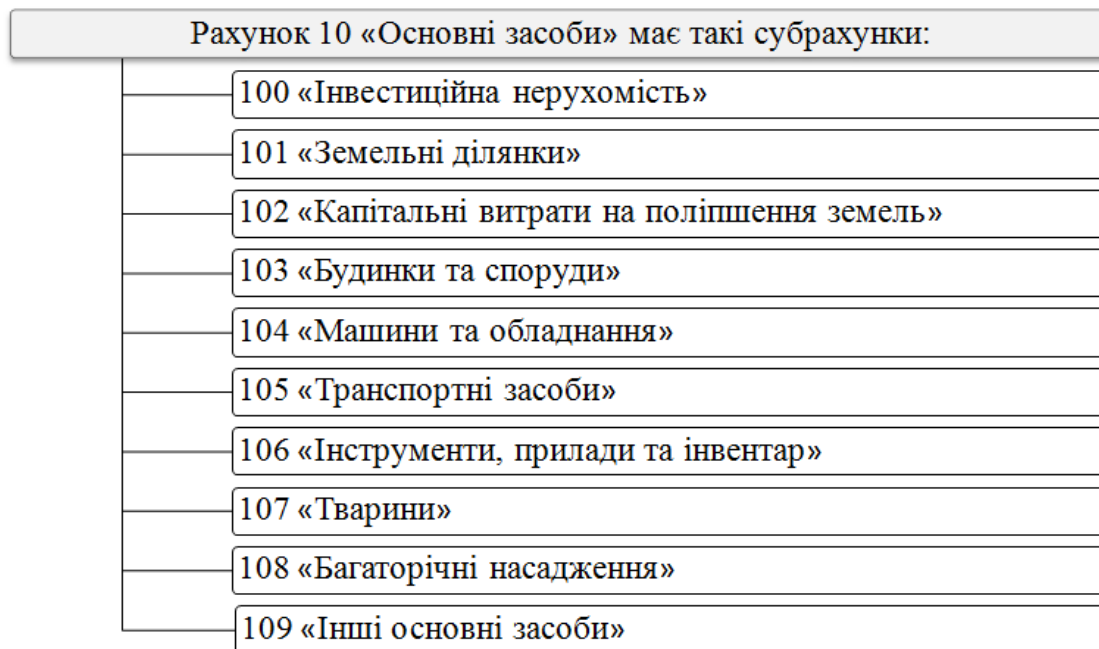 Рахунок 10 «Основні засоби» має такі субрахунки:
100 «Інвестиційна нерухомість»
101 «Земельні ділянки»
102 «Капітальні витрати на поліпшення земель»
103 «Будинки та споруди»
104 «Машини та обладнання»
105 «Транспортні засоби»
106 «Інструменти, прилади та інвентар»
107 «Тварини»
108 «Багаторічні насадження»
109 «Інші основні засоби»